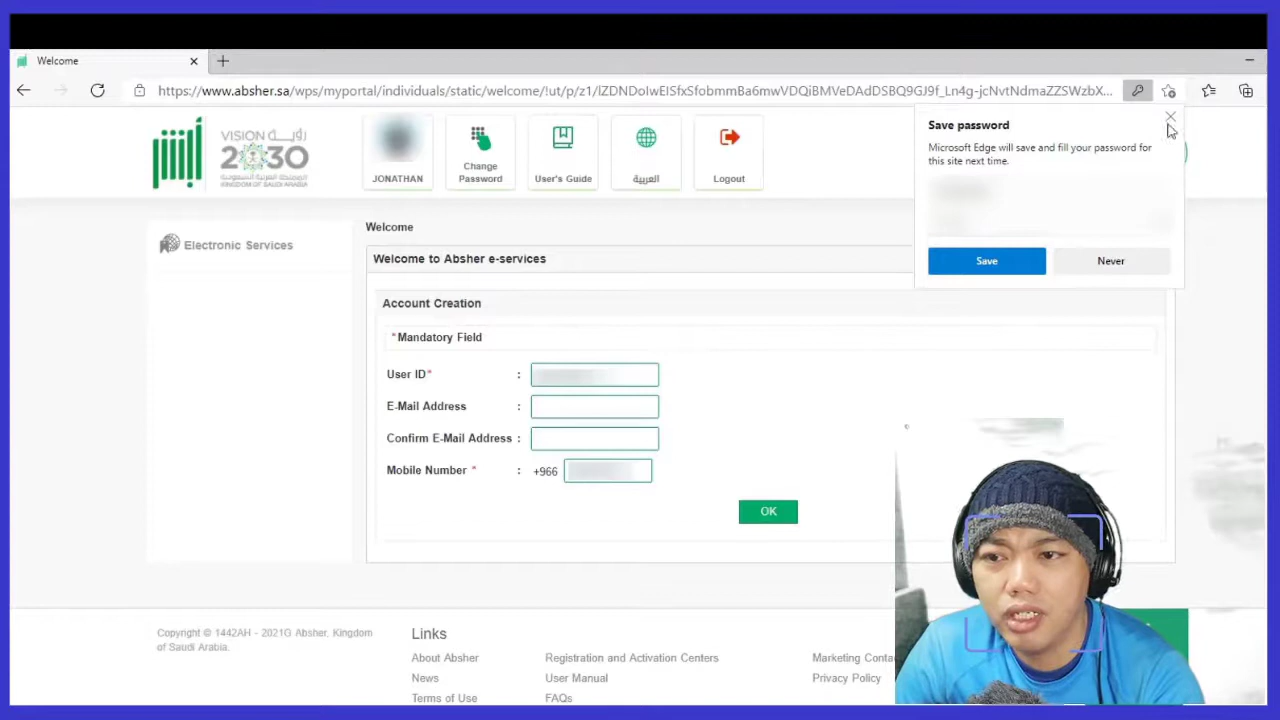 Welcome
https://www.absher.sa/wps/myportal/individuals/static/welcome/!ut/p/z1/
Save password
Microsoft Edge will save and fill your password for
this site next time.
Save
Never
VISION رؤية
2030
المملكة العربية السعودية
KINGDOM OF SAUDI ARABIA
أبشر
JONATHAN
Change
Password
User's Guide
العربية
Logout
Electronic Services
Welcome
Welcome to Absher e-services
Account Creation
*Mandatory Field
User ID* :
E-Mail Address :
Confirm E-Mail Address :
Mobile Number * : +966
OK
Copyright © 1442AH - 2021G Absher. Kingdom
of Saudi Arabia.
Links
About Absher
Registration and Activation Centers
News
User Manual
Privacy Policy
Terms of Use
FAQs